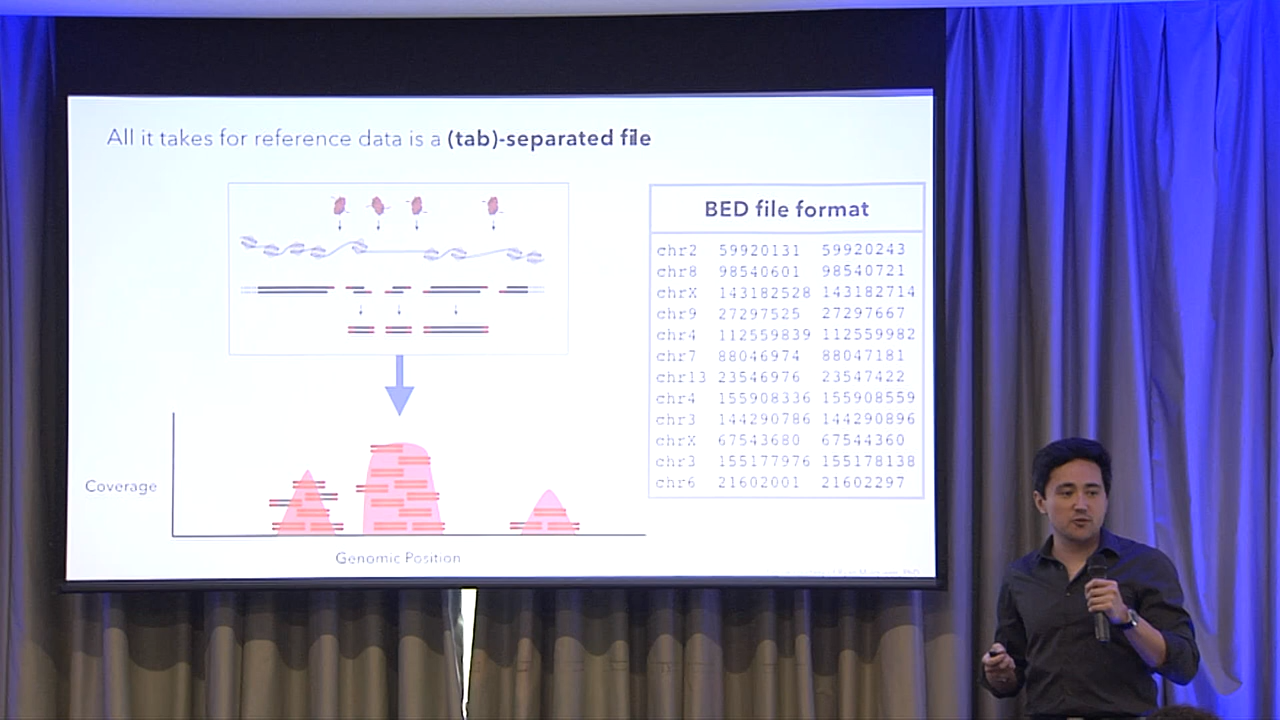 All it takes for reference data is a (tab)-separated file
BED file format
chr2 59920131 59920243
chr8 98540601 98540721
chrX 143182528 143182714
chr9 27297525 27297667
chr4 112559839 112559982
chr7 88046974 88047181
chr13 23546976 23547422
chr4 155908336 155908559
chr3 144290786 144290896
chrX 67543680 67544360
chr3 155177976 155178138
chr6 21602001 21602297
Coverage
Genomic Position